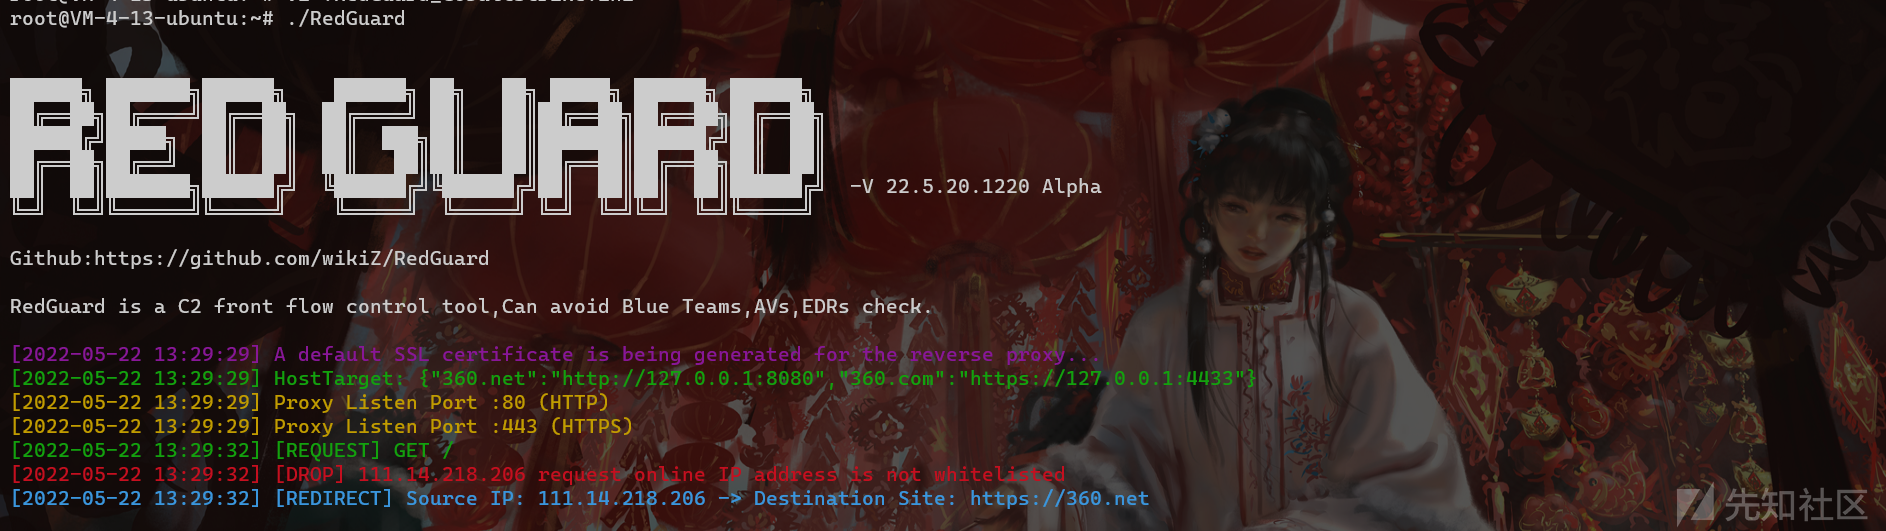 root@VM-4-13-ubuntu:~# ./RedGuard
RED GUARD
-V 22.5.20.1220 Alpha
Github:https://github.com/wikiZ/RedGuard
RedGuard is a C2 front flow control tool,Can avoid Blue Teams,AVs,EDRs check.
[2022-05-22 13:29:29] A default SSL certificate is being generated for the reverse proxy...
[2022-05-22 13:29:29] HostTarget: {"360.net":"http://127.0.0.1:8080","360.com":"https://127.0.0.1:4433"}
[2022-05-22 13:29:29] Proxy Listen Port :80 (HTTP)
[2022-05-22 13:29:29] Proxy Listen Port :443 (HTTPS)
[2022-05-22 13:29:32] [REQUEST] GET /
[2022-05-22 13:29:32] [DROP] 111.14.218.206 request online IP address is not whitelisted
[2022-05-22 13:29:32] [REDIRECT] Source IP: 111.14.218.206 -> Destination Site: https://360.net
先知社区